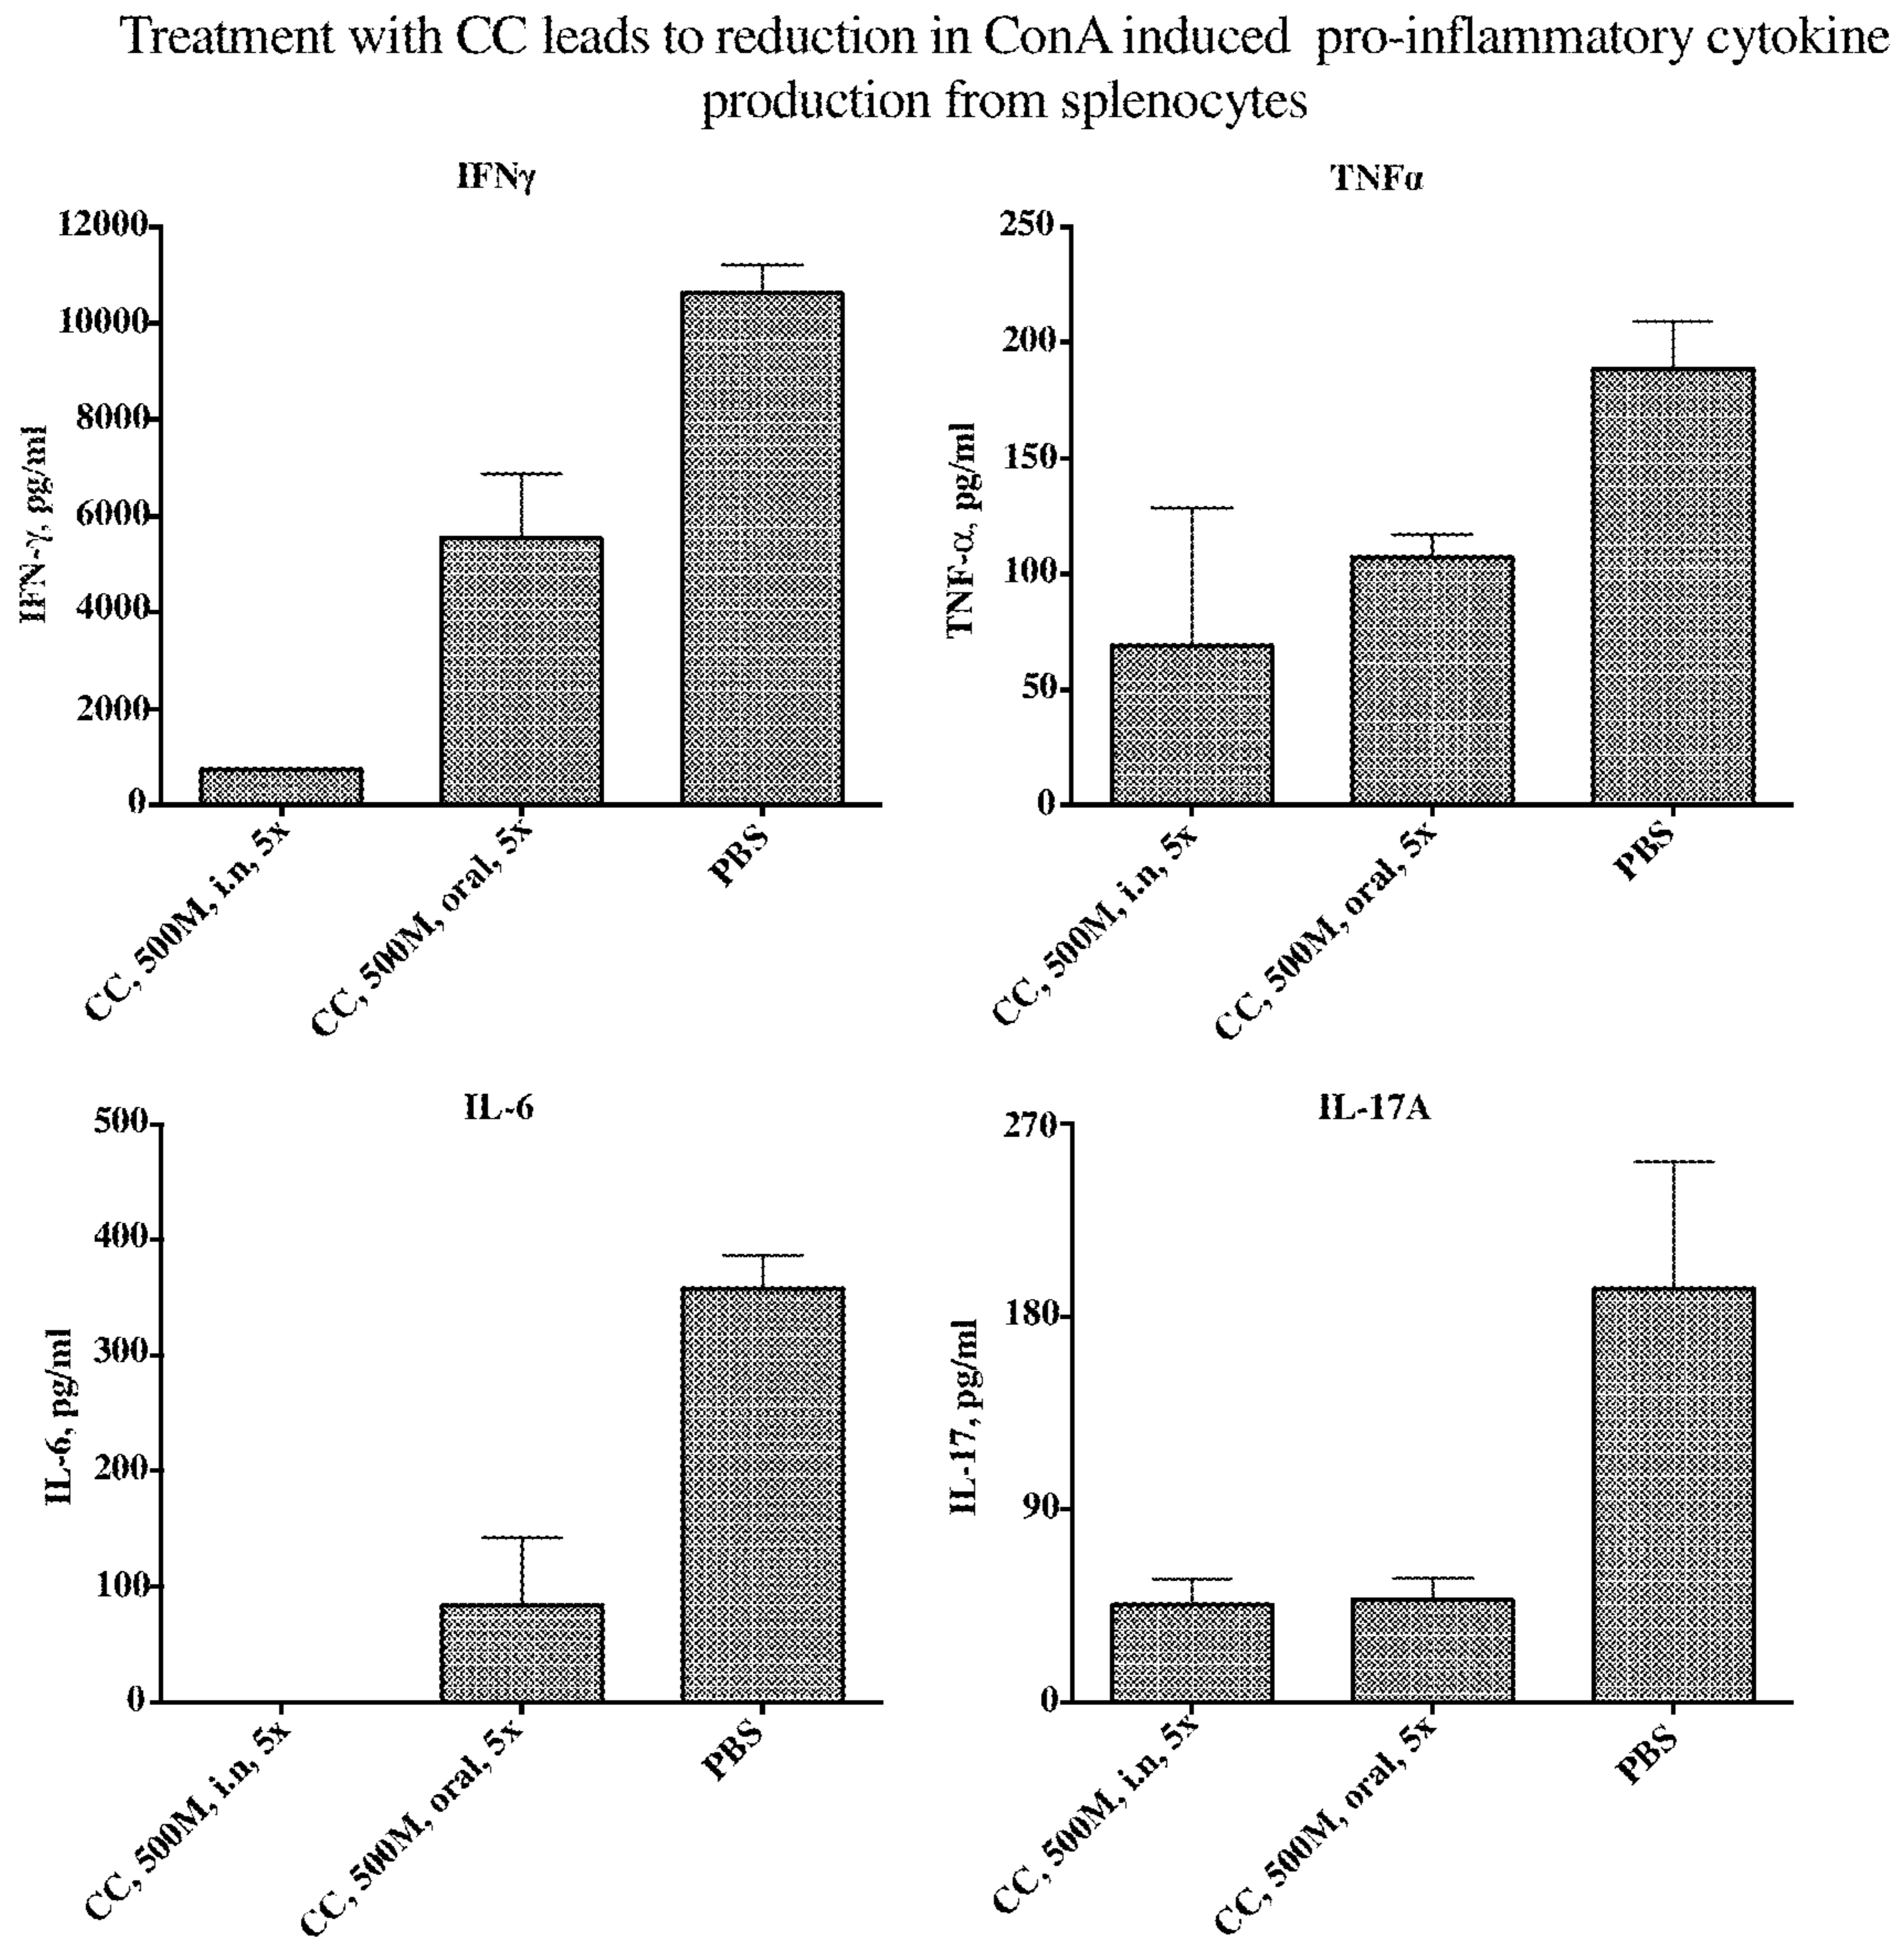 Treatment with CC leads to reduction in ConA induced pro-inflammatory cytokine
production from splenocytes
IFNγ
12000
10000
8000
6000
4000
2000
0
IFN-γ, pg/ml
CC, 500M, i.n, 5x
CC, 500M, oral, 5x
PBS
TNFα
250
200
150
100
50
0
TNF-α, pg/ml
CC, 500M, i.n, 5x
CC, 500M, oral, 5x
PBS
IL-6
500
400
300
200
100
0
IL-6, pg/ml
CC, 500M, i.n, 5x
CC, 500M, oral, 5x
PBS
IL-17A
270
180
90
0
IL-17, pg/ml
CC, 500M, i.n, 5x
CC, 500M, oral, 5x
PBS